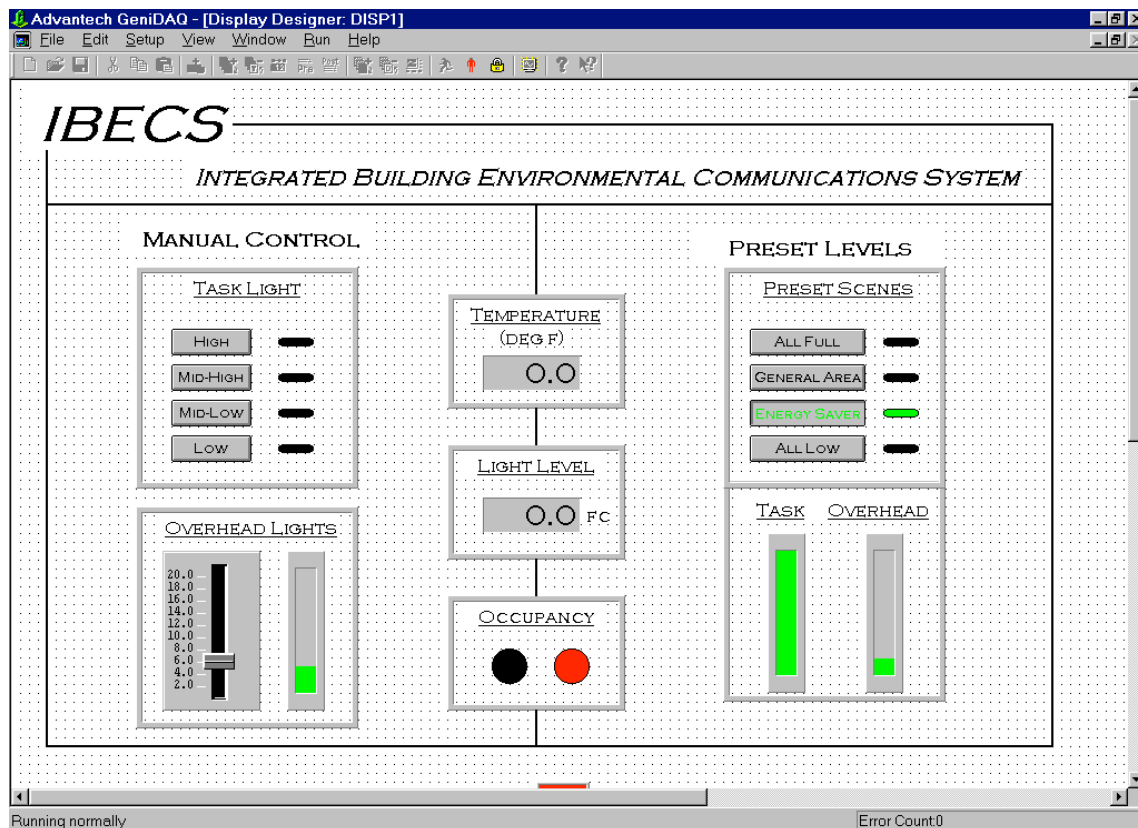 Advantech GeniDAQ - [Display Designer: DISP1]
File Edit Setup View Window Run Help
IBECS
INTEGRATED BUILDING ENVIRONMENTAL COMMUNICATIONS SYSTEM
MANUAL CONTROL
TASK LIGHT
HIGH
MID-HIGH
MID-LOW
LOW
OVERHEAD LIGHTS
20.0
18.0
16.0
14.0
12.0
10.0
8.0
6.0
4.0
2.0
TEMPERATURE
(DEG F)
0.0
LIGHT LEVEL
0.0 FC
OCCUPANCY
PRESET LEVELS
PRESET SCENES
ALL FULL
GENERAL AREA
ENERGY SAVER
ALL LOW
TASK OVERHEAD
Running normally Error Count:0